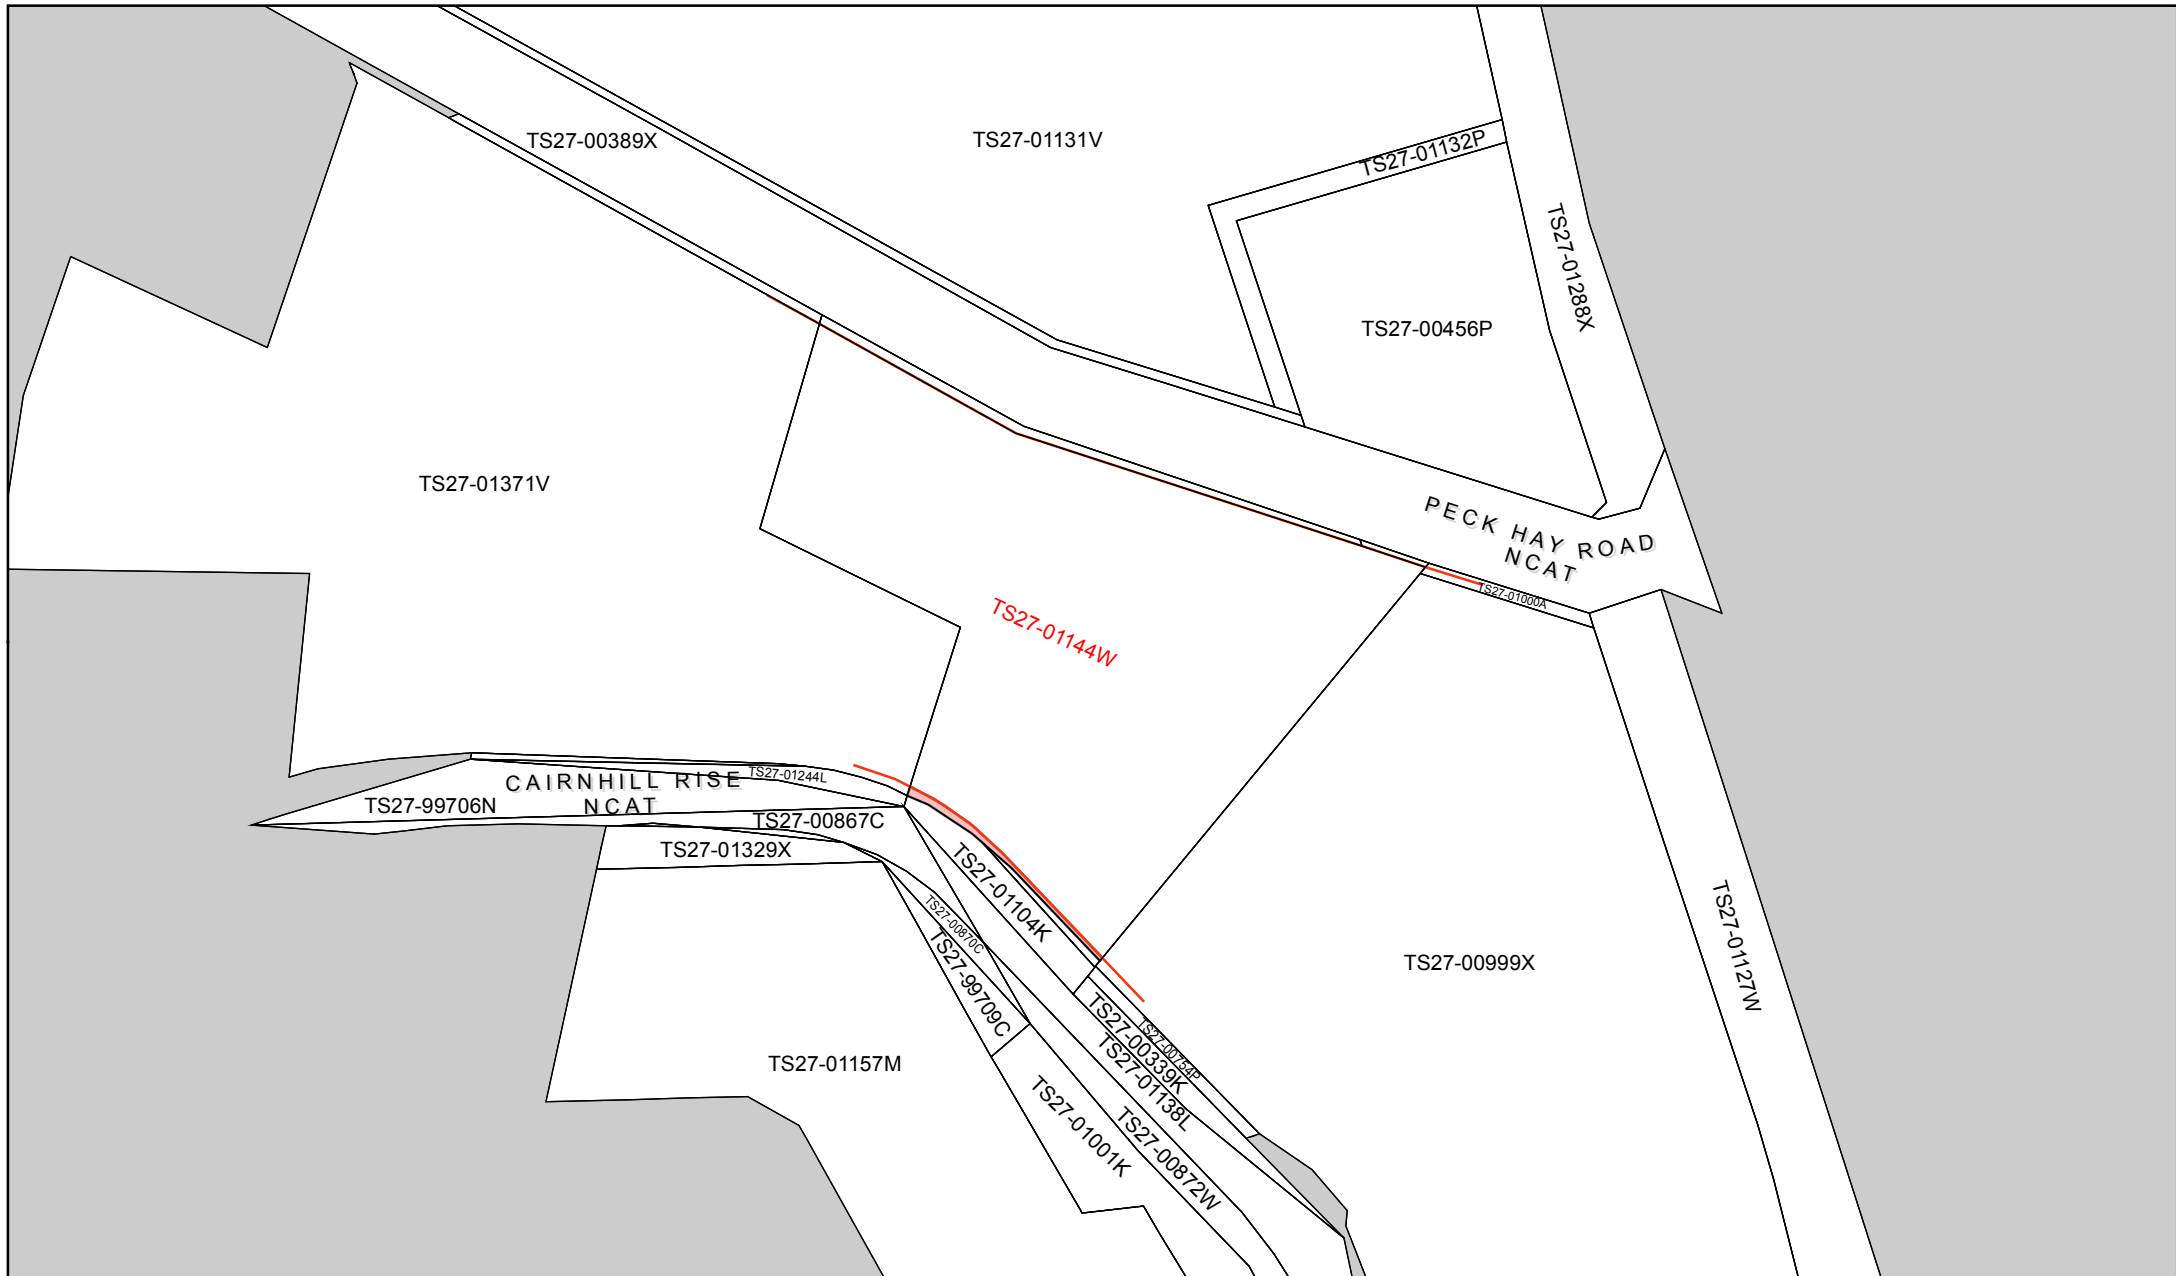 TS27-00389X
TS27-01131V
TS27-01132P
TS27-01288X
TS27-00456P
TS27-01371V
PECK HAY ROAD
NCAT
TS27-01000A
TS27-01144W
TS27-01244L
CAIRNHILL RISE
NCAT
TS27-99706N
TS27-00867C
TS27-01329X
TS27-01104K
TS27-00870C
TS27-99709C
TS27-00999X
TS27-01127W
TS27-00754P
TS27-00339K
TS27-01138L
TS27-01157M
TS27-01001K
TS27-00872W